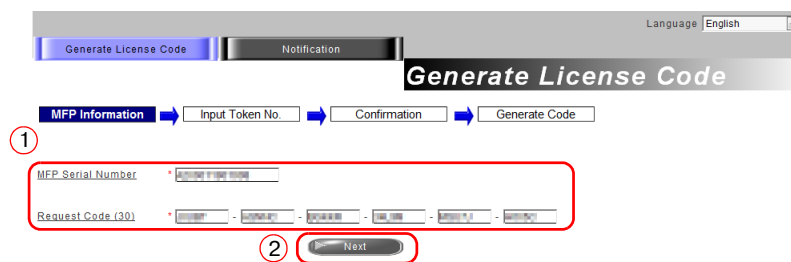 Language English
Generate License Code Notification
Generate License Code
MFP Information Input Token No. Confirmation Generate Code
1
MFP Serial Number *
Request Code (30) * - - - - -
2 Next